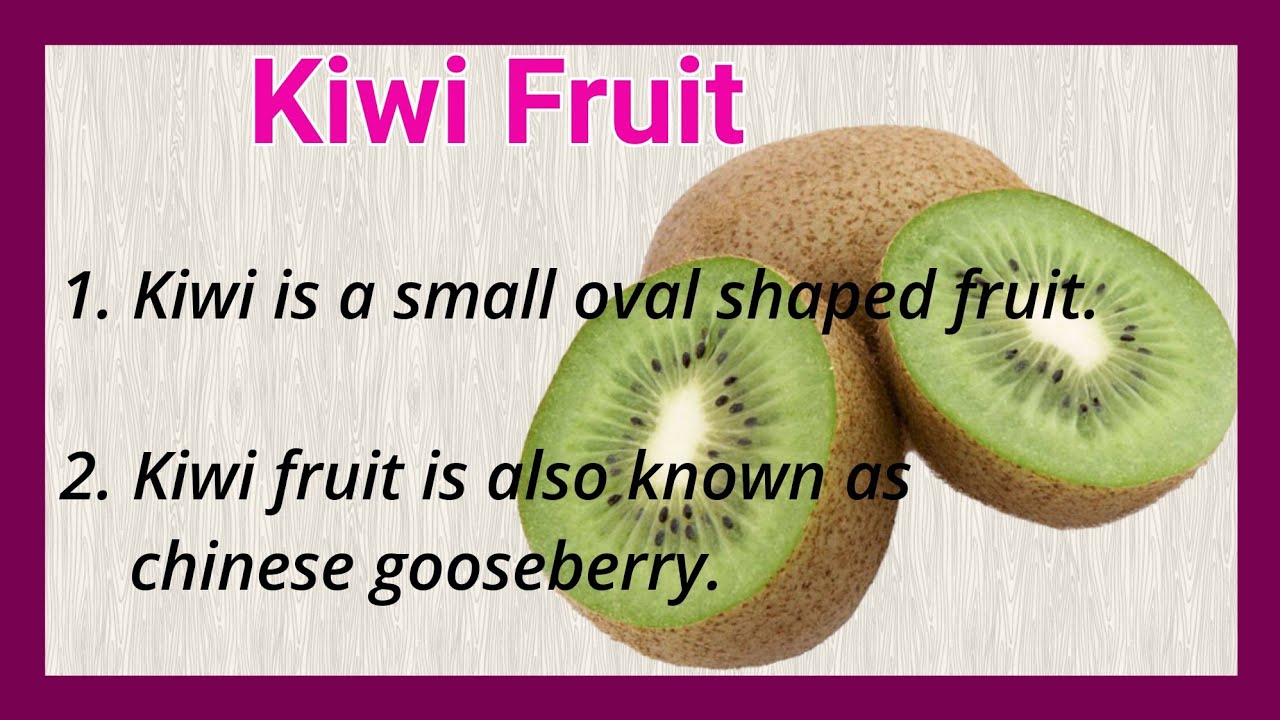 Kiwi Fruit
1. Kiwi is a small oval shaped fruit.
2. Kiwi fruit is also known as
chinese gooseberry.